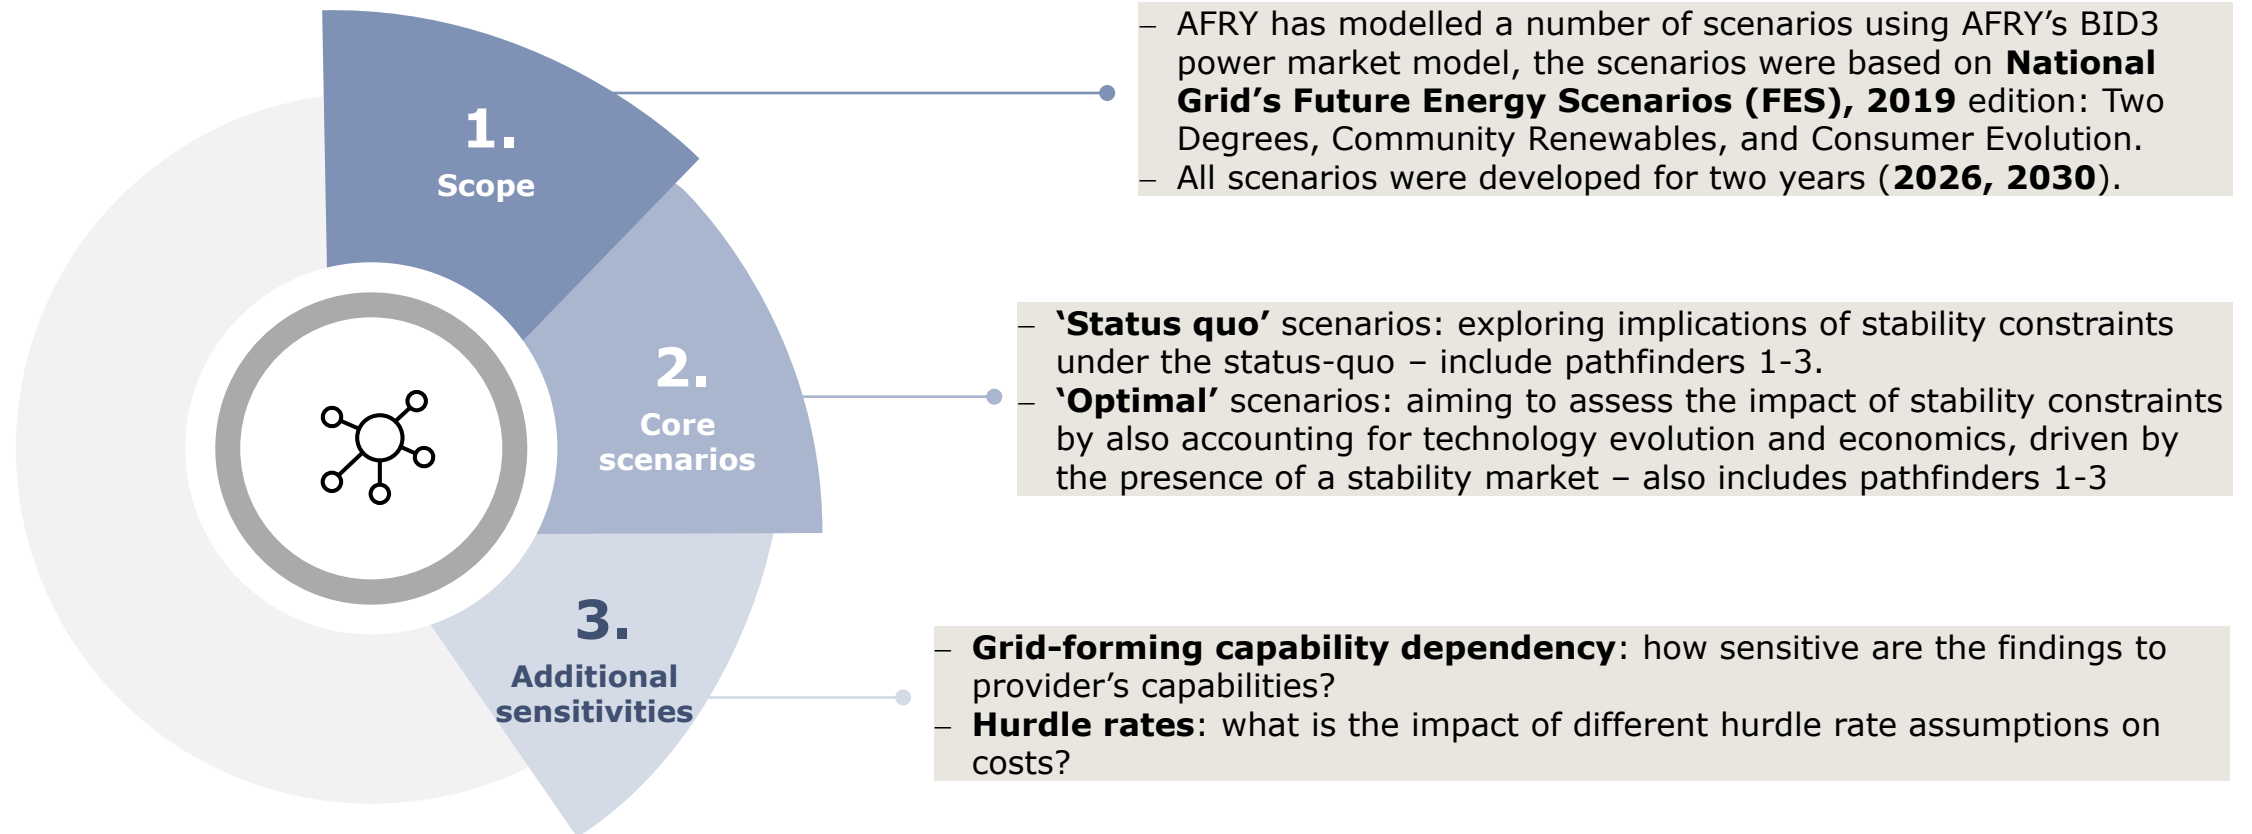 1.
Scope
– AFRY has modelled a number of scenarios using AFRY’s BID3
power market model, the scenarios were based on National
Grid’s Future Energy Scenarios (FES), 2019 edition: Two
Degrees, Community Renewables, and Consumer Evolution.
– All scenarios were developed for two years (2026, 2030).
2.
Core
scenarios
– ‘Status quo’ scenarios: exploring implications of stability constraints
under the status-quo – include pathfinders 1-3.
– ‘Optimal’ scenarios: aiming to assess the impact of stability constraints
by also accounting for technology evolution and economics, driven by
the presence of a stability market – also includes pathfinders 1-3
3.
Additional
sensitivities
– Grid-forming capability dependency: how sensitive are the findings to
provider’s capabilities?
– Hurdle rates: what is the impact of different hurdle rate assumptions on
costs?